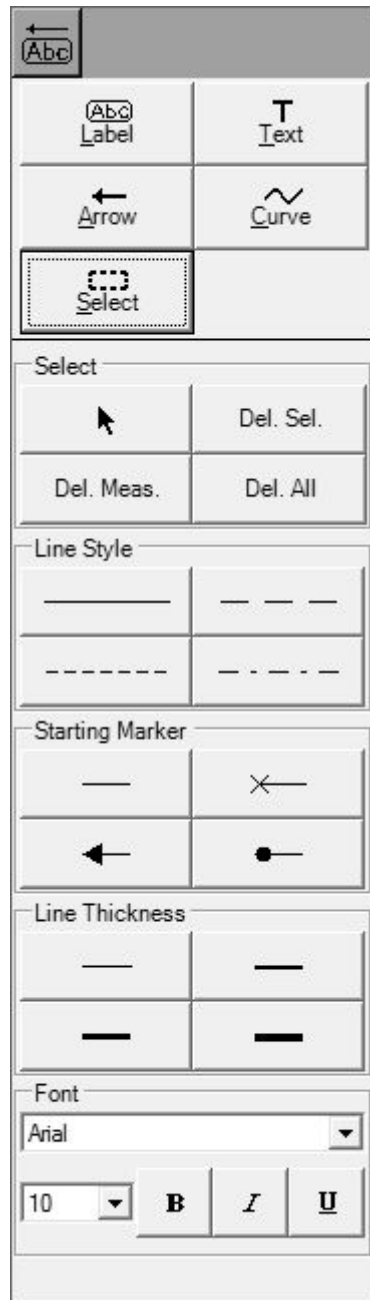 Abc
Abc
Label
T
Text
Arrow
Curve
Select
Select
Del. Sel.
Del. Meas.
Del. All
Line Style
Starting Marker
Line Thickness
Font
Arial
10
B
I
U